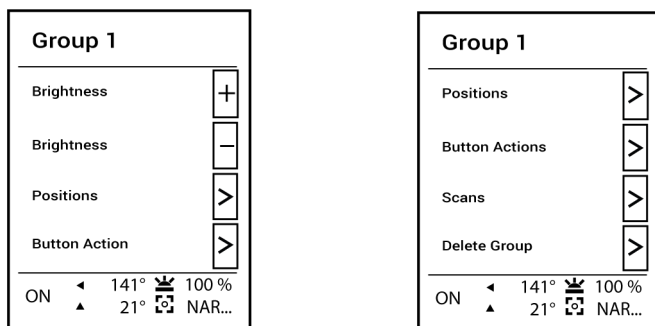 Group 1
Brightness +
Brightness −
Positions >
Button Action >
ON ◄ 141° 100 %
▲ 21° NAR...
Group 1
Positions >
Button Actions >
Scans >
Delete Group >
ON ◄ 141° 100 %
▲ 21° NAR...